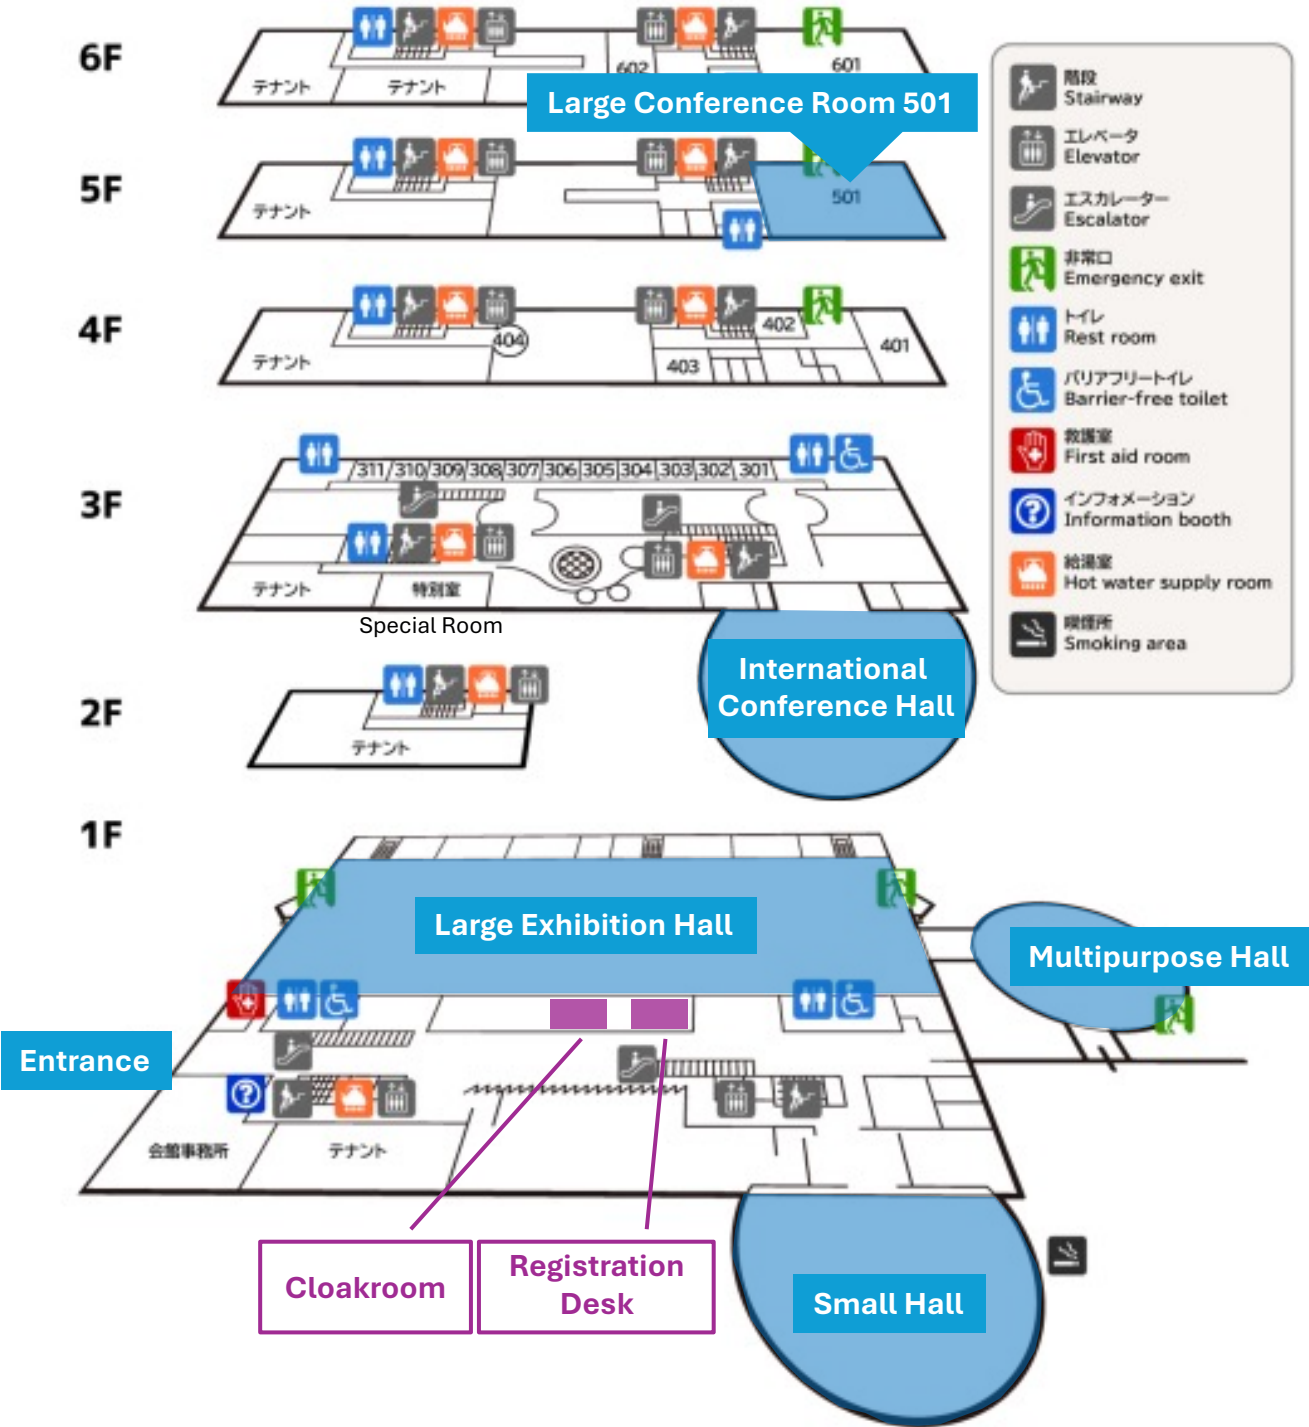 6F
テナント
テナント
602
601
Large Conference Room 501
5F
テナント
501
4F
テナント
404
403
402
401
3F
311 310 309 308 307 306 305 304 303 302 301
テナント
特別室
Special Room
International
Conference Hall
2F
テナント
1F
Large Exhibition Hall
Multipurpose Hall
Entrance
会館事務所
テナント
Cloakroom
Registration
Desk
Small Hall
階段
Stairway
エレベータ
Elevator
エスカレーター
Escalator
非常口
Emergency exit
トイレ
Rest room
バリアフリートイレ
Barrier-free toilet
救護室
First aid room
インフォメーション
Information booth
給湯室
Hot water supply room
喫煙所
Smoking area